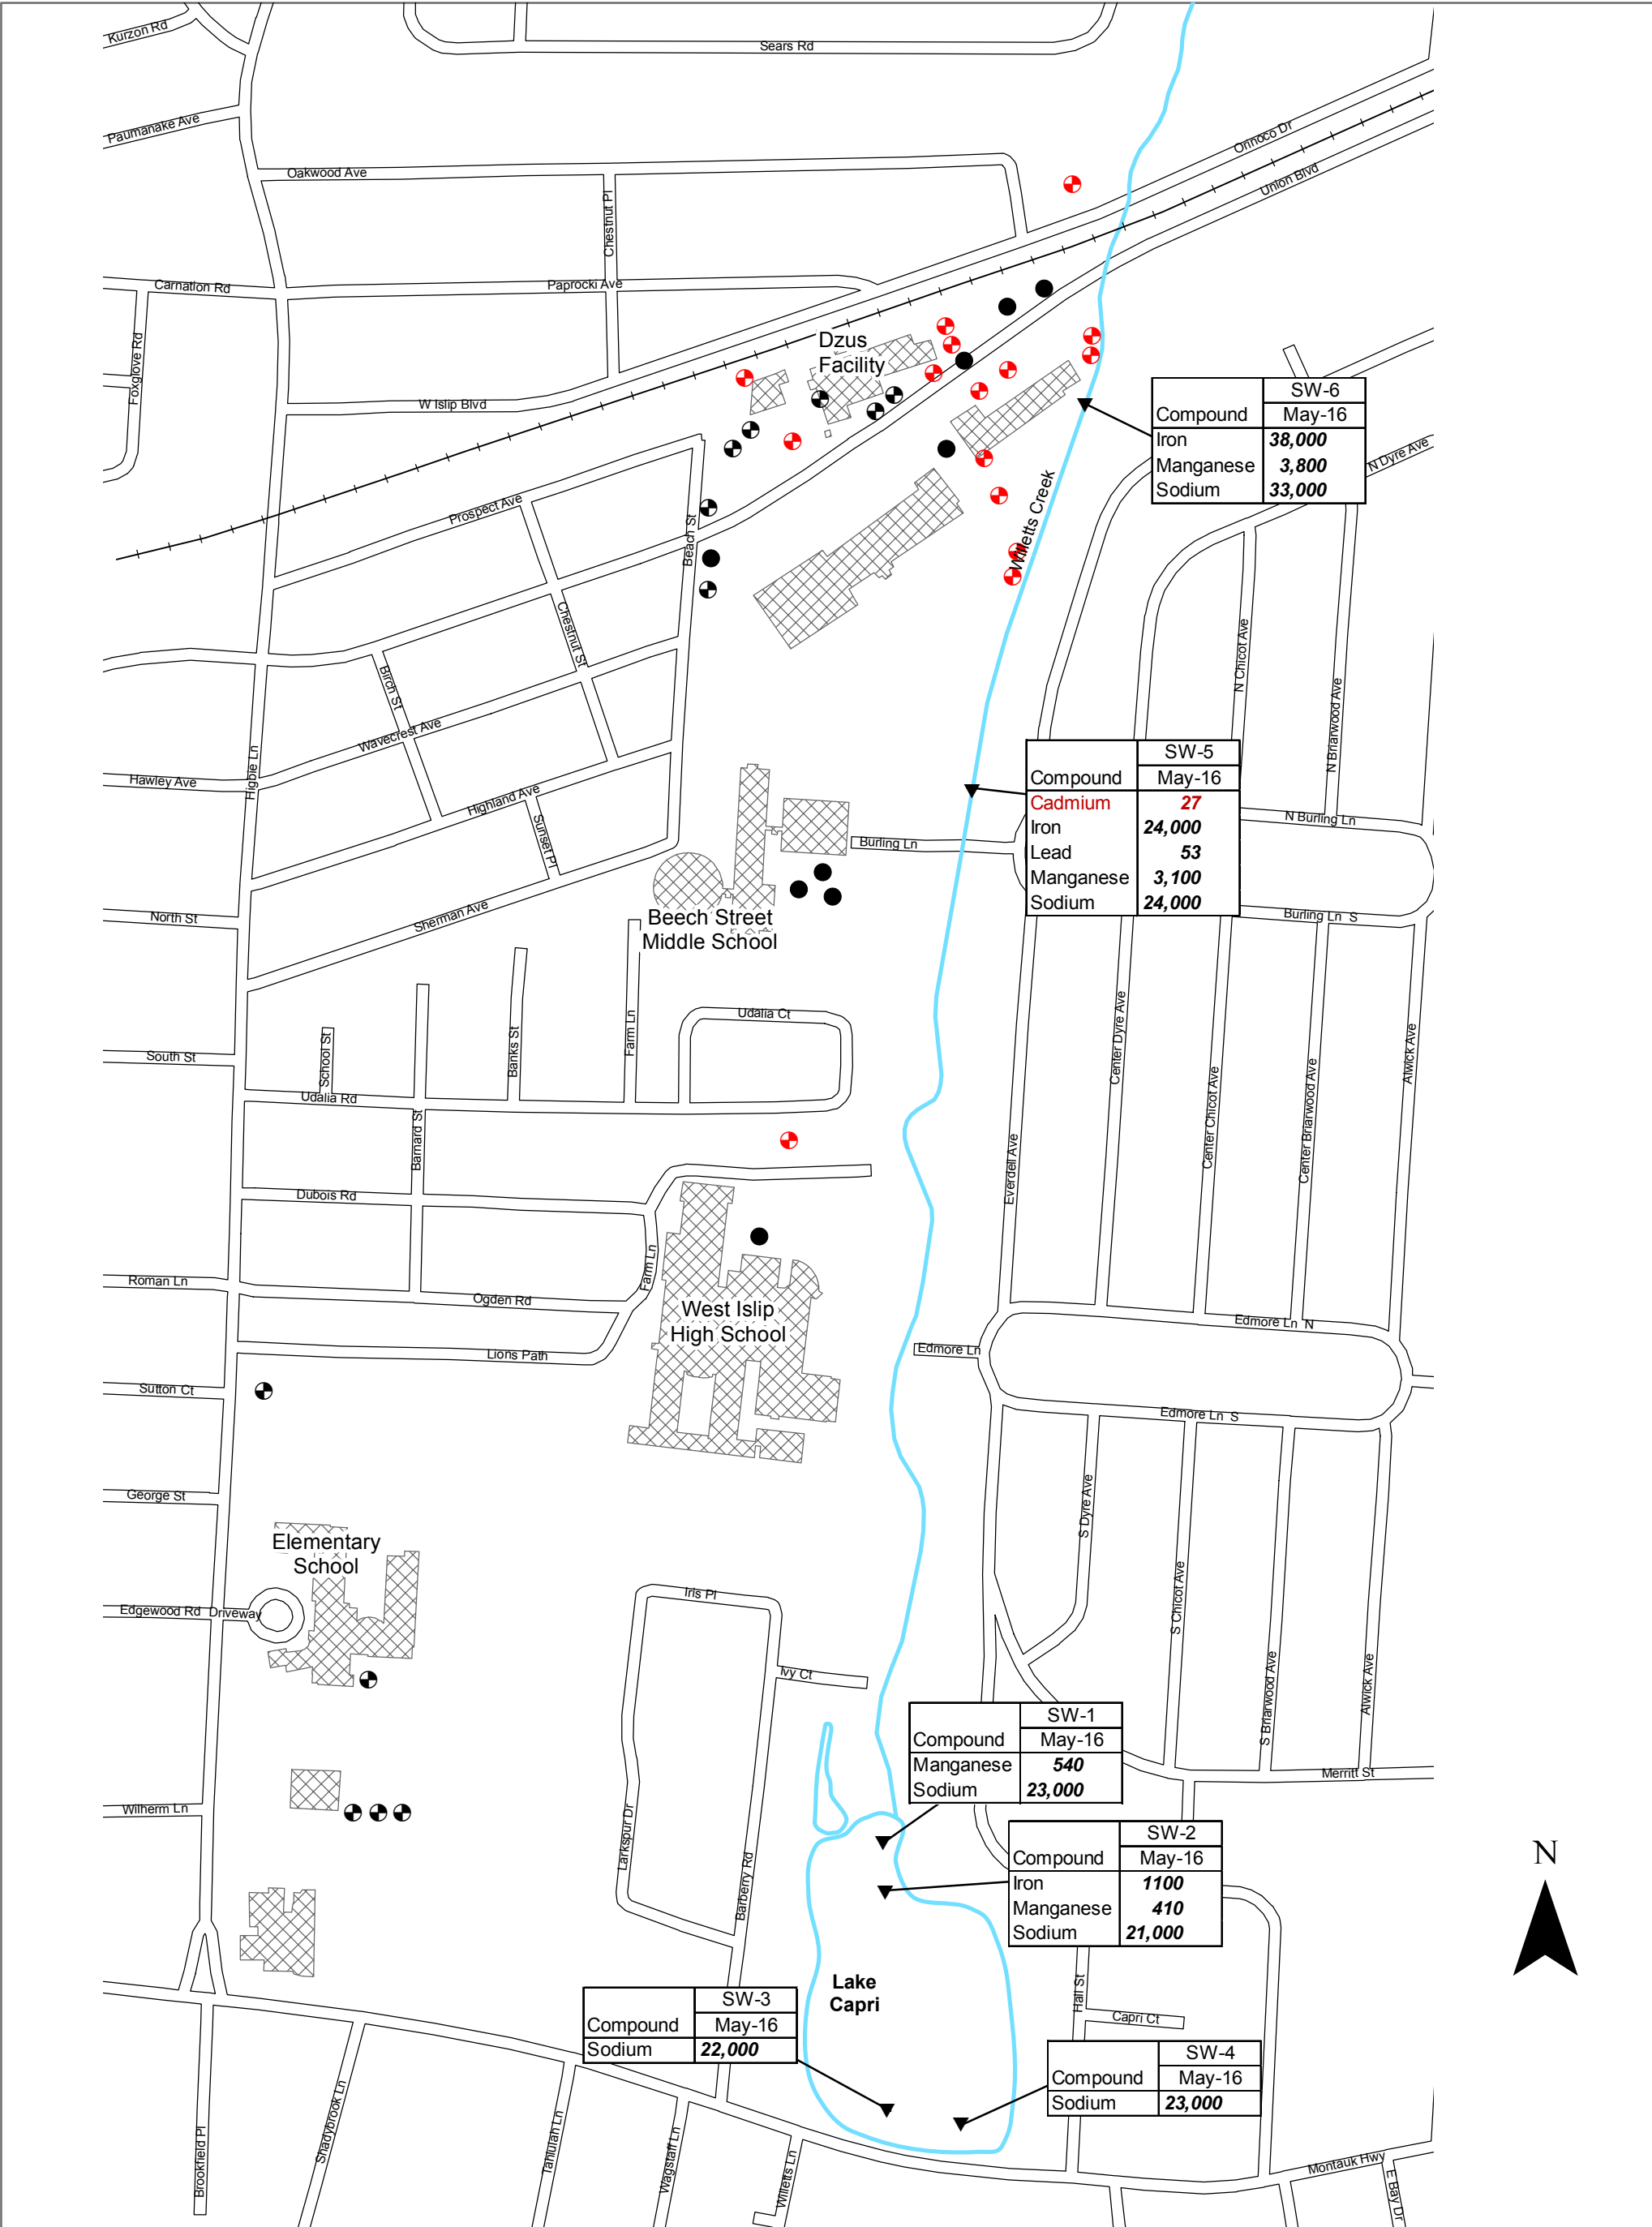 Kurzon Rd
Sears Rd
Paumanake Ave
Orinoco Dr
Oakwood Ave
Union Blvd
Chestnut Pl
Carnation Rd
Paprocki Ave
Foxglove Rd
Dzus
Facility
W Islip Blvd
SW-6
Compound May-16
Iron 38,000
Manganese 3,800
Sodium 33,000
N Dyre Ave
Prospect Ave
Beach St
Willetts Creek
Chestnut St
N Chicot Ave
Birch St
N Briarwood Ave
Wavecrest Ave
Higbie Ln
Hawley Ave
SW-5
Compound May-16
Cadmium 27
Iron 24,000
Lead 53
Manganese 3,100
Sodium 24,000
Highland Ave
Sunset Pl
N Burling Ln
Burling Ln
Burling Ln S
North St
Sherman Ave
Beech Street
Middle School
Udalia Ct
Farm Ln
Banks St
School St
South St
Center Dyre Ave
Alwick Ave
Center Chicot Ave
Center Briarwood Ave
Udalia Rd
Barnard St
Everdell Ave
Dubois Rd
Farm Ln
Roman Ln
Ogden Rd
West Islip
High School
Edmore Ln N
Lions Path
Edmore Ln
Sutton Ct
Edmore Ln S
George St
S Dyre Ave
Elementary
School
S Chicot Ave
Iris Pl
Edgewood Rd Driveway
Ivy Ct
S Briarwood Ave
Alwick Ave
SW-1
Compound May-16
Manganese 540
Sodium 23,000
Merritt St
Wilherm Ln
Larkspur Dr
Barberry Rd
SW-2
Compound May-16
Iron 1100
Manganese 410
Sodium 21,000
N
Lake
Capri
Hall St
Capri Ct
SW-3
Compound May-16
Sodium 22,000
SW-4
Compound May-16
Sodium 23,000
Brookfield Pl
Shadybrook Ln
Tahlulah Ln
Wagstaff Ln
Willetts Ln
Montauk Hwy
E Bay Dr